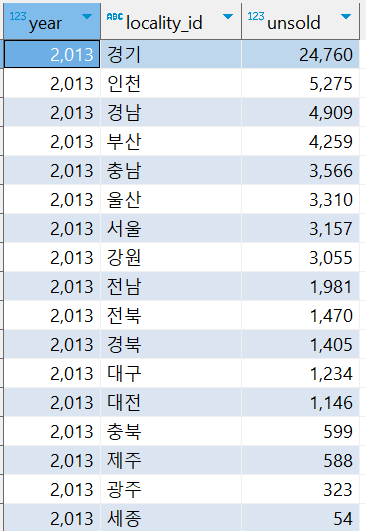 123 year ABC locality_id 123 unsold
2,013 경기 24,760
2,013 인천 5,275
2,013 경남 4,909
2,013 부산 4,259
2,013 충남 3,566
2,013 울산 3,310
2,013 서울 3,157
2,013 강원 3,055
2,013 전남 1,981
2,013 전북 1,470
2,013 경북 1,405
2,013 대구 1,234
2,013 대전 1,146
2,013 충북 599
2,013 제주 588
2,013 광주 323
2,013 세종 54